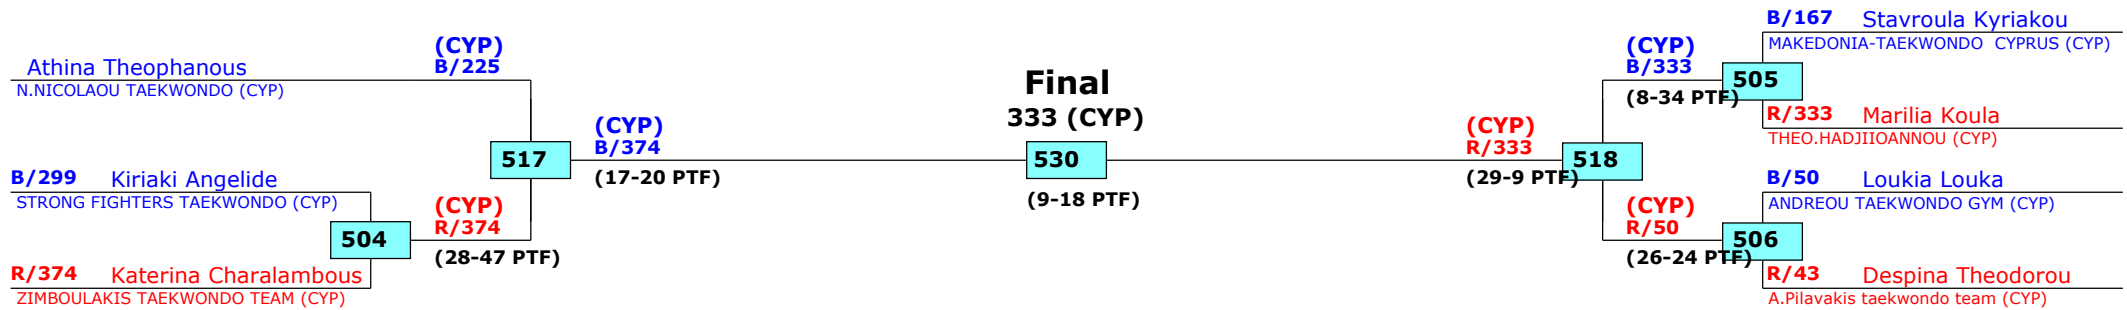 Athina Theophanous
N.NICOLAOU TAEKWONDO (CYP)
(CYP)
B/225
B/299 Kiriaki Angelide
STRONG FIGHTERS TAEKWONDO (CYP)
504
R/374 Katerina Charalambous
ZIMBOULAKIS TAEKWONDO TEAM (CYP)
(CYP)
R/374
(28-47 PTF)
517
(CYP)
B/374
(17-20 PTF)
Final
333 (CYP)
530
(9-18 PTF)
(CYP)
R/333
(29-9 PTF)
518
(CYP)
B/333
(8-34 PTF)
505
B/167 Stavroula Kyriakou
MAKEDONIA-TAEKWONDO CYPRUS (CYP)
R/333 Marilia Koula
THEO.HADJIIOANNOU (CYP)
(CYP)
R/50
(26-24 PTF)
506
B/50 Loukia Louka
ANDREOU TAEKWONDO GYM (CYP)
R/43 Despina Theodorou
A.Pilavakis taekwondo team (CYP)